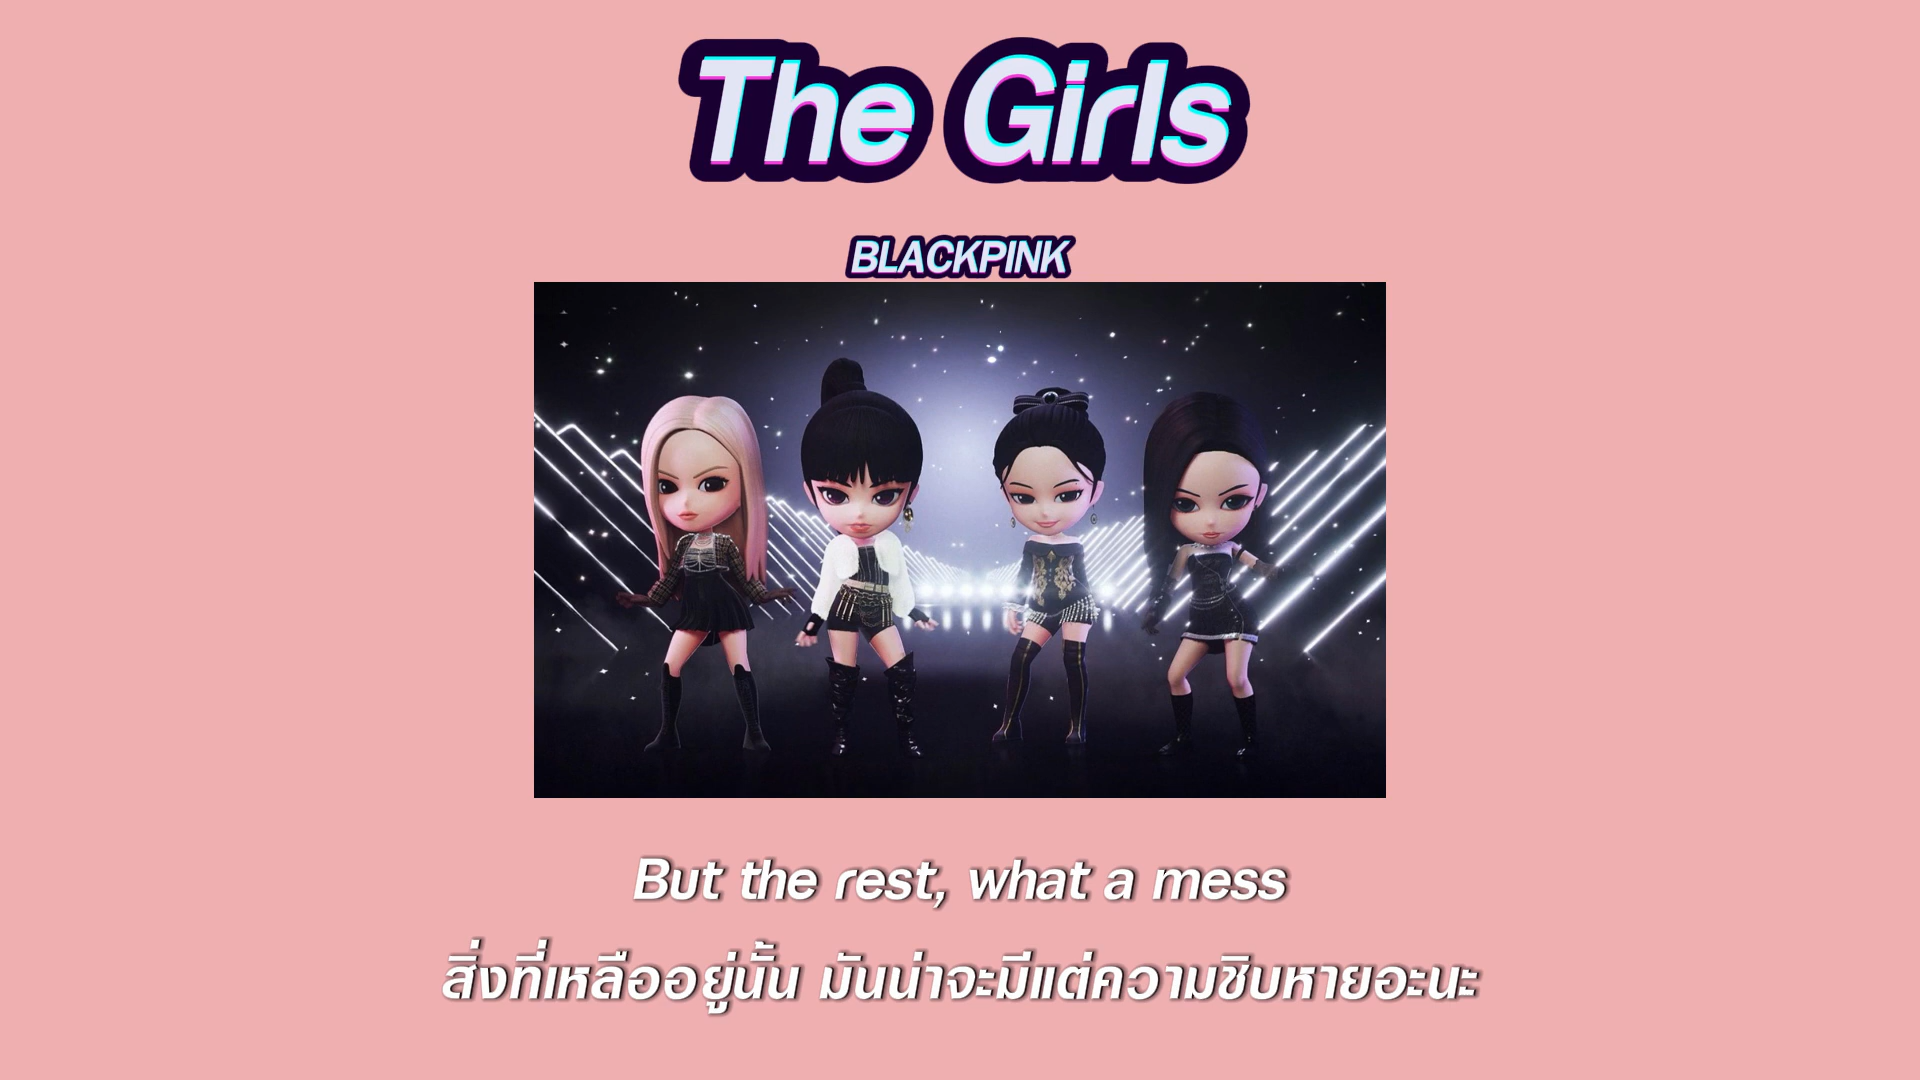 The Girls
BLACKPINK
But the rest, what a mess
สิ่งที่เหลืออยู่นั้น มันน่าจะมีแต่ความชิบหายอะนะ